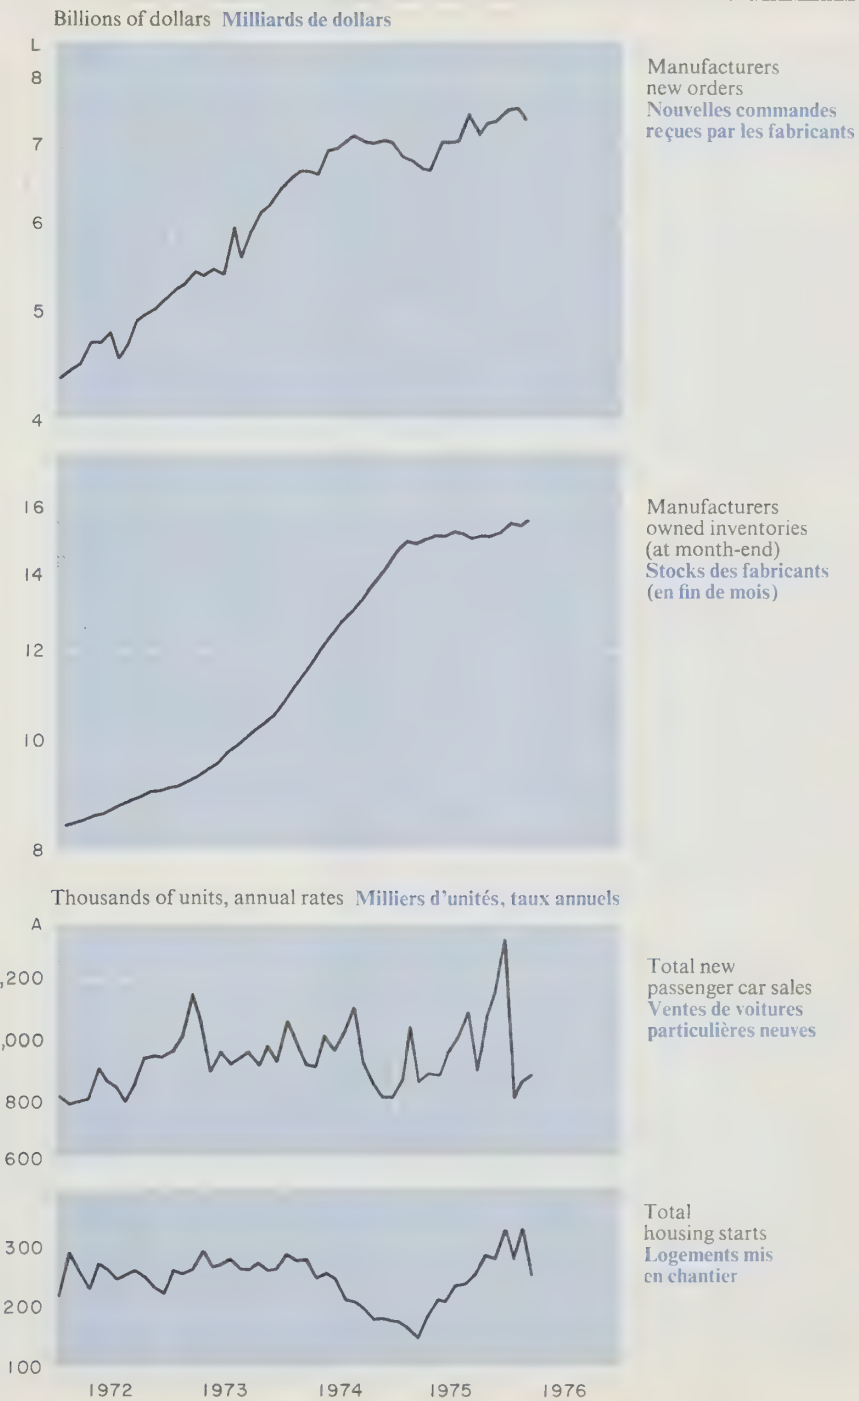 Billions of dollars Milliards de dollars
L
8
7
6
5
4
Manufacturers
new orders
Nouvelles commandes
reçues par les fabricants
16
14
12
10
8
Manufacturers
owned inventories
(at month-end)
Stocks des fabricants
(en fin de mois)
Thousands of units, annual rates Milliers d'unités, taux annuels
A
,200
,000
800
600
Total new
passenger car sales
Ventes de voitures
particulières neuves
300
200
100
Total
housing starts
Logements mis
en chantier
1972 1973 1974 1975 1976